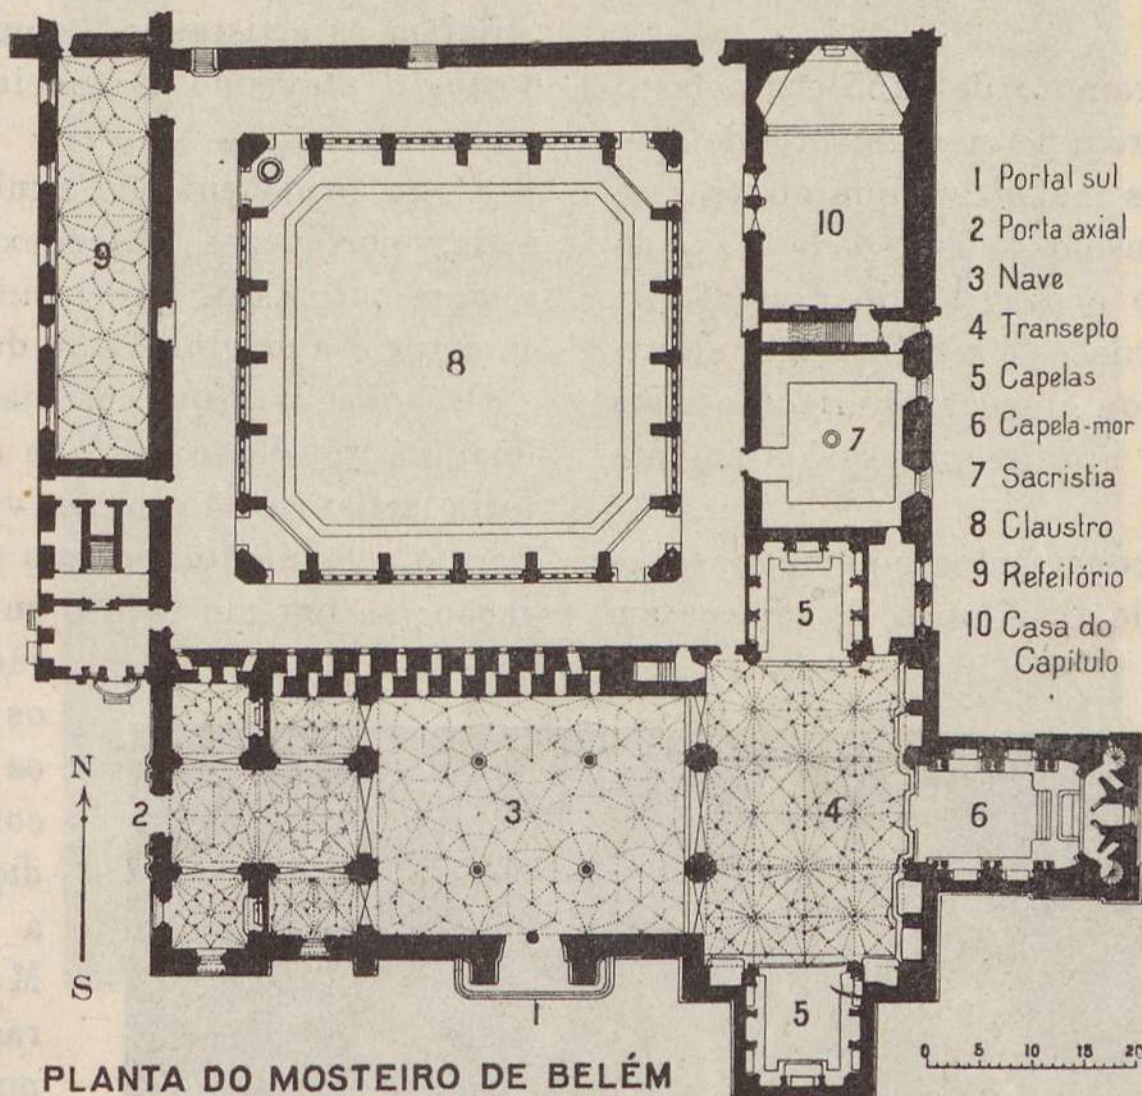 1 Portal sul
2 Porta axial
3 Nave
4 Transepto
5 Capelas
6 Capela-mor
7 Sacristia
8 Claustro
9 Refeitório
10 Casa do
Capítulo
9
10
8
7
5
N
2
3
4
6
S
1
5
0 5 10 15 20
PLANTA DO MOSTEIRO DE BELÉM